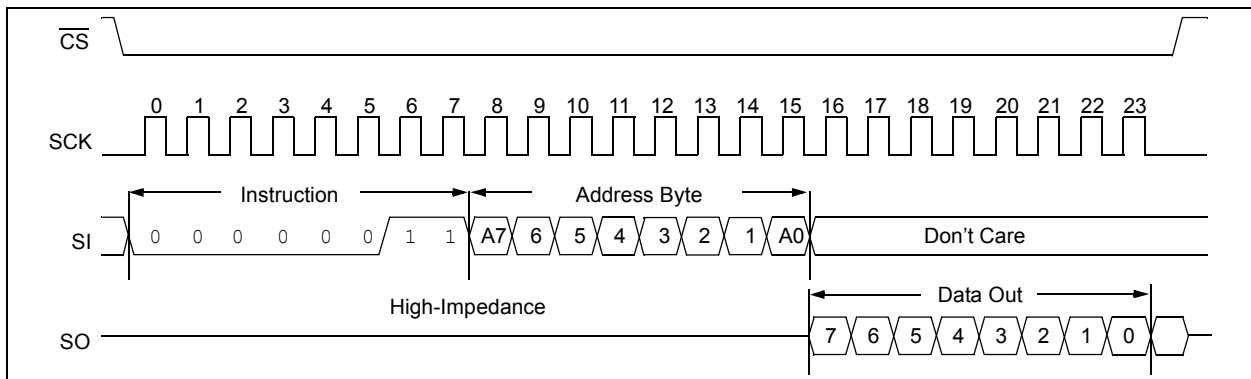 CS
0 1 2 3 4 5 6 7 8 9 10 11 12 13 14 15 16 17 18 19 20 21 22 23
SCK
Instruction Address Byte
SI 0 0 0 0 0 0 1 1 A7 6 5 4 3 2 1 A0 Don't Care
High-Impedance Data Out
SO 7 6 5 4 3 2 1 0